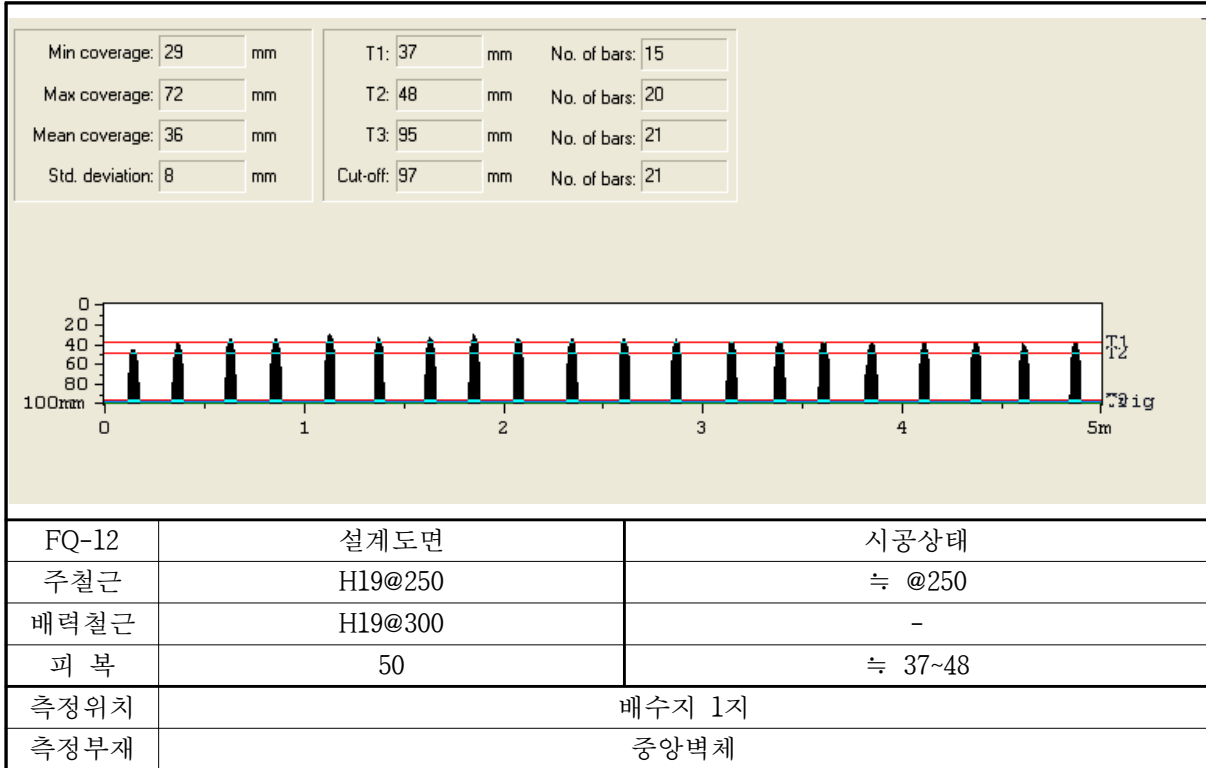 Min coverage: 29 mm T1: 37 mm No. of bars: 15
Max coverage: 72 mm T2: 48 mm No. of bars: 20
Mean coverage: 36 mm T3: 95 mm No. of bars: 21
Std. deviation: 8 mm Cut-off: 97 mm No. of bars: 21
0
20
40 T1
60 T2
80
100mm
0 1 2 3 4 5m
FQ-12 설계도면 시공상태
주철근 H19@250 ≒ @250
배력철근 H19@300 -
피 복 50 ≒ 37~48
측정위치 배수지 1지
측정부재 중앙벽체